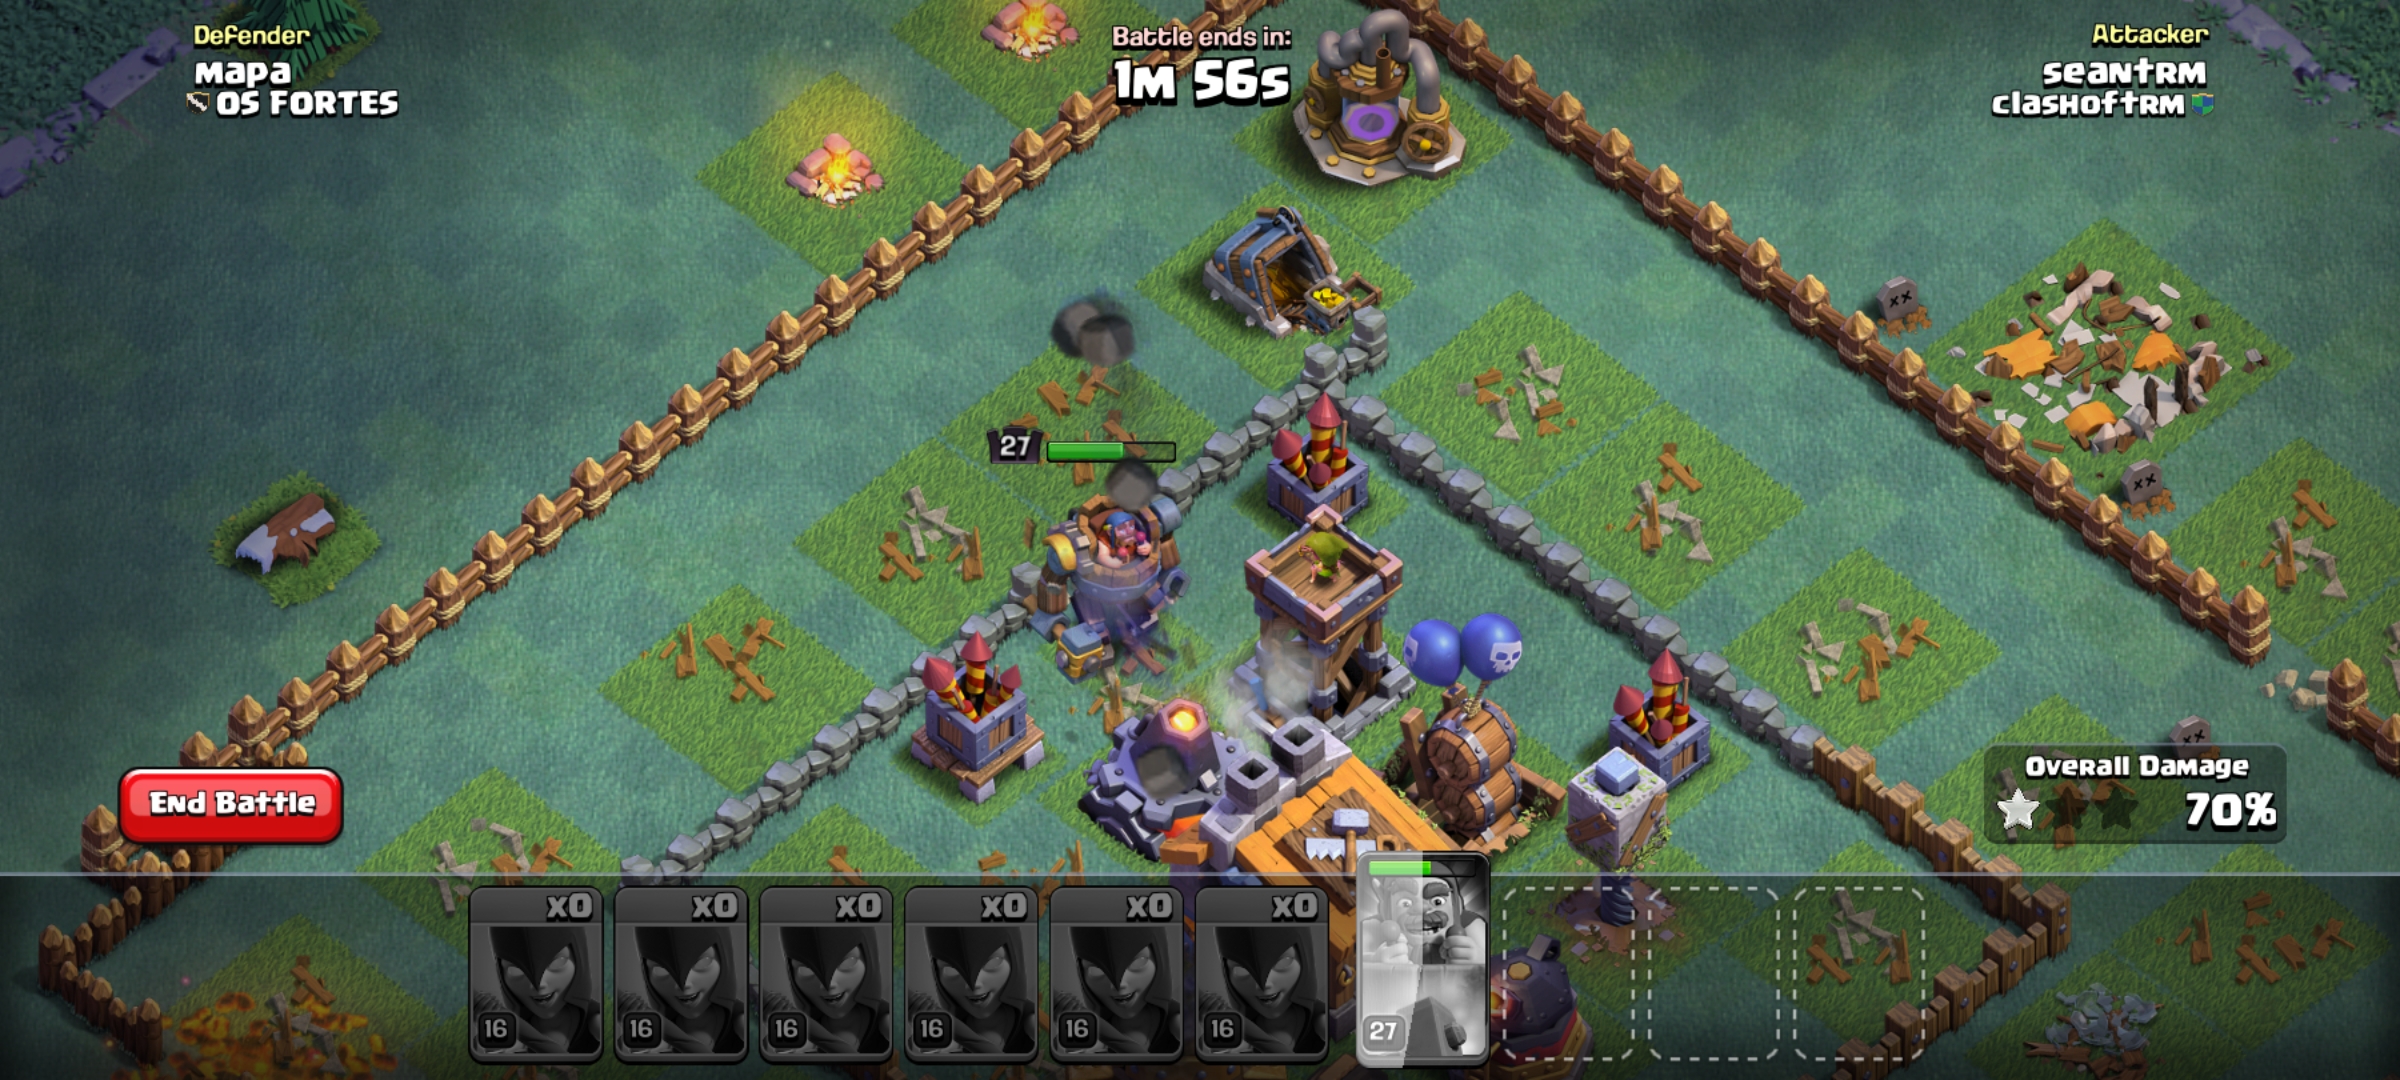 Defender
mapa
OS FORTES
Battle ends in:
1M 56s
Attacker
seantRM
clashoftRM
27
End Battle
Overall Damage
70%
x0
x0
x0
x0
x0
x0
16
16
16
16
16
16
27